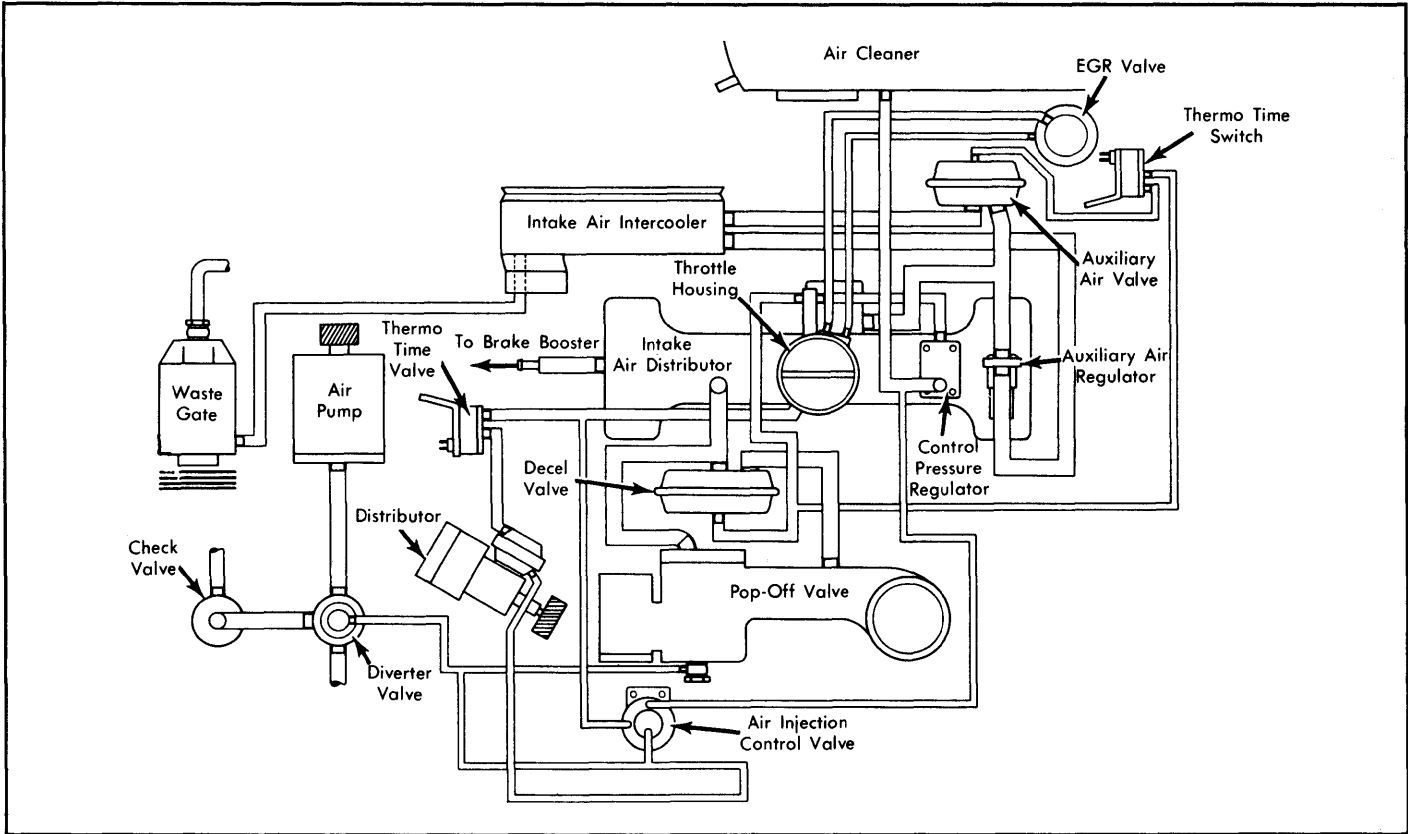 Air Cleaner
EGR Valve
Thermo Time
Switch
Intake Air Intercooler
Auxiliary
Air Valve
Throttle
Housing
Thermo
Time
Valve
To Brake Booster
Intake
Air Distributor
Auxiliary Air
Regulator
Waste
Gate
Air
Pump
Control
Pressure
Regulator
Decel
Valve
Distributor
Check
Valve
Pop-Off Valve
Diverter
Valve
Air Injection
Control Valve